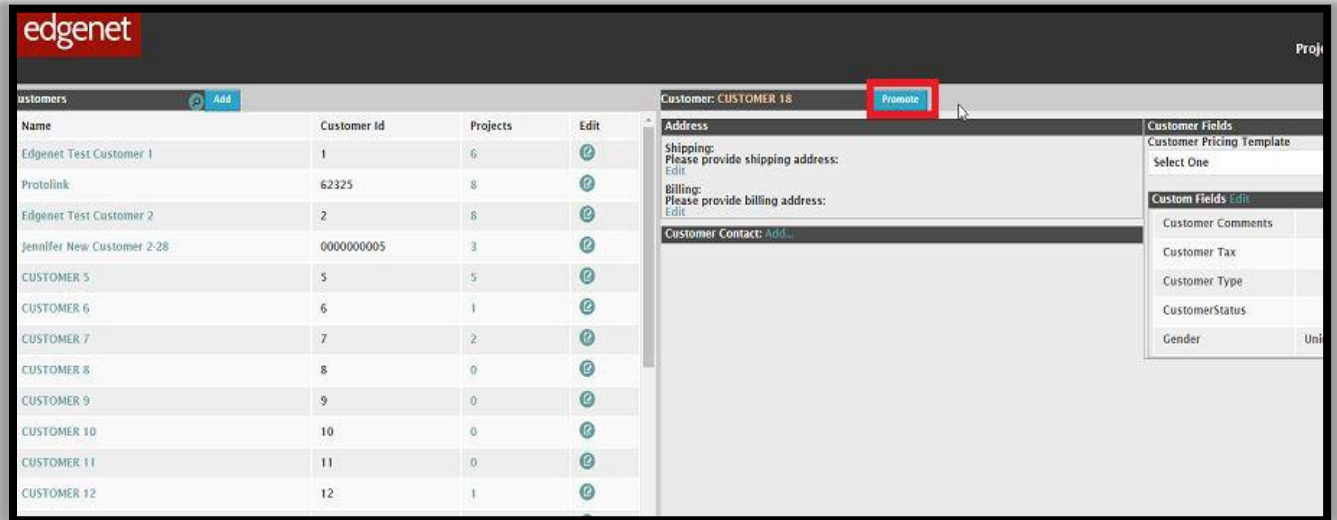 edgenet
Customers Add
Name Customer Id Projects Edit
Edgenet Test Customer 1 1 6
Protolink 62325 8
Edgenet Test Customer 2 2 8
Jennifer New Customer 2-28 0000000005 3
CUSTOMER 5 5 5
CUSTOMER 6 6 1
CUSTOMER 7 7 2
CUSTOMER 8 8 0
CUSTOMER 9 9 0
CUSTOMER 10 10 0
CUSTOMER 11 11 0
CUSTOMER 12 12 1
Customer: CUSTOMER 18 Promote
Address
Shipping:
Please provide shipping address:
Edit
Billing:
Please provide billing address:
Edit
Customer Contact: Add...
Customer Fields
Customer Pricing Template
Select One
Custom Fields Edit
Customer Comments
Customer Tax
Customer Type
CustomerStatus
Gender